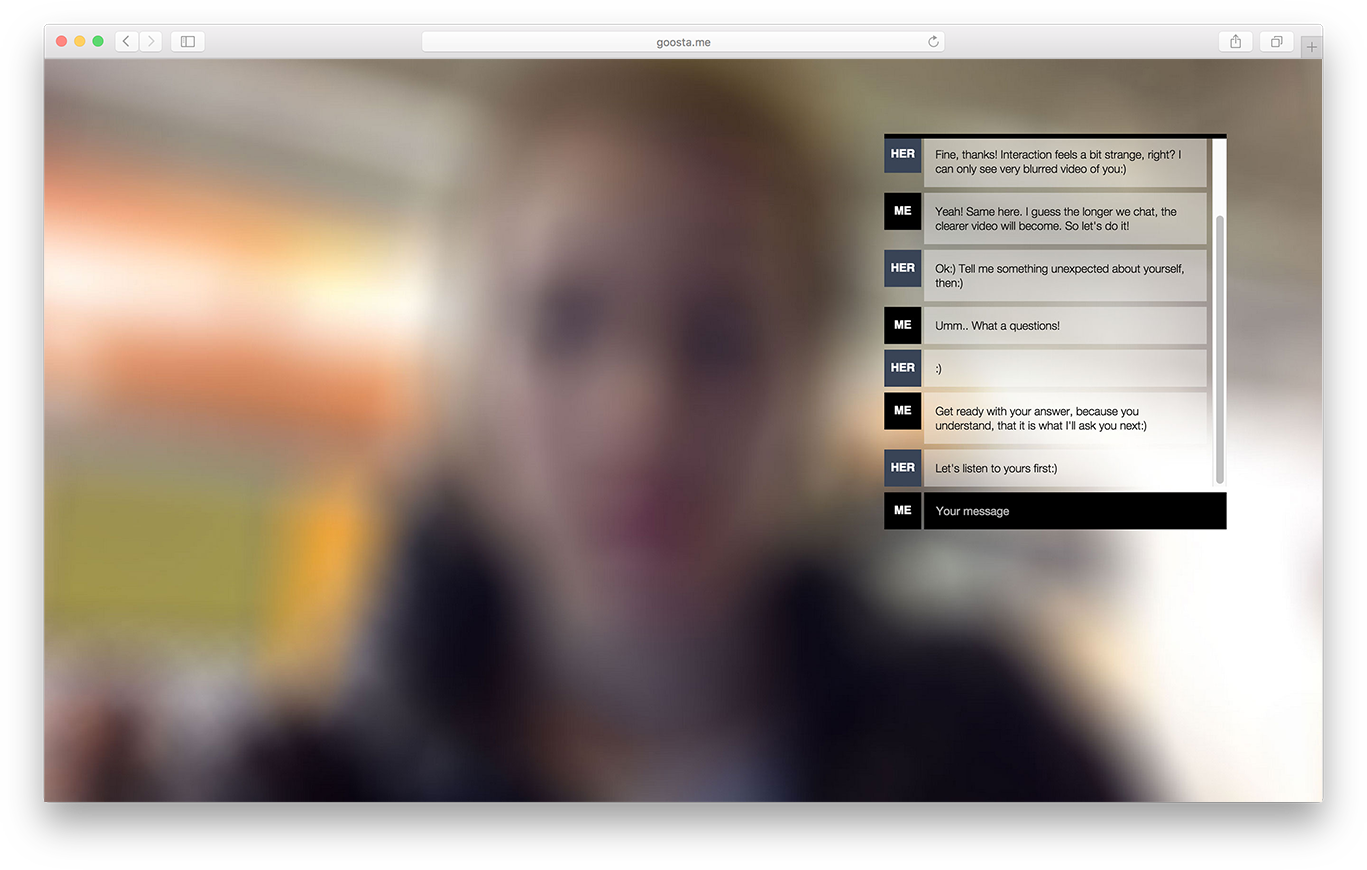 goosta.me
HER
Fine, thanks! Interaction feels a bit strange, right? I
can only see very blurred video of you:)
ME
Yeah! Same here. I guess the longer we chat, the
clearer video will become. So let's do it!
HER
Ok:) Tell me something unexpected about yourself,
then:)
ME
Umm.. What a questions!
HER
:)
ME
Get ready with your answer, because you
understand, that it is what I'll ask you next:)
HER
Let's listen to yours first:)
ME
Your message